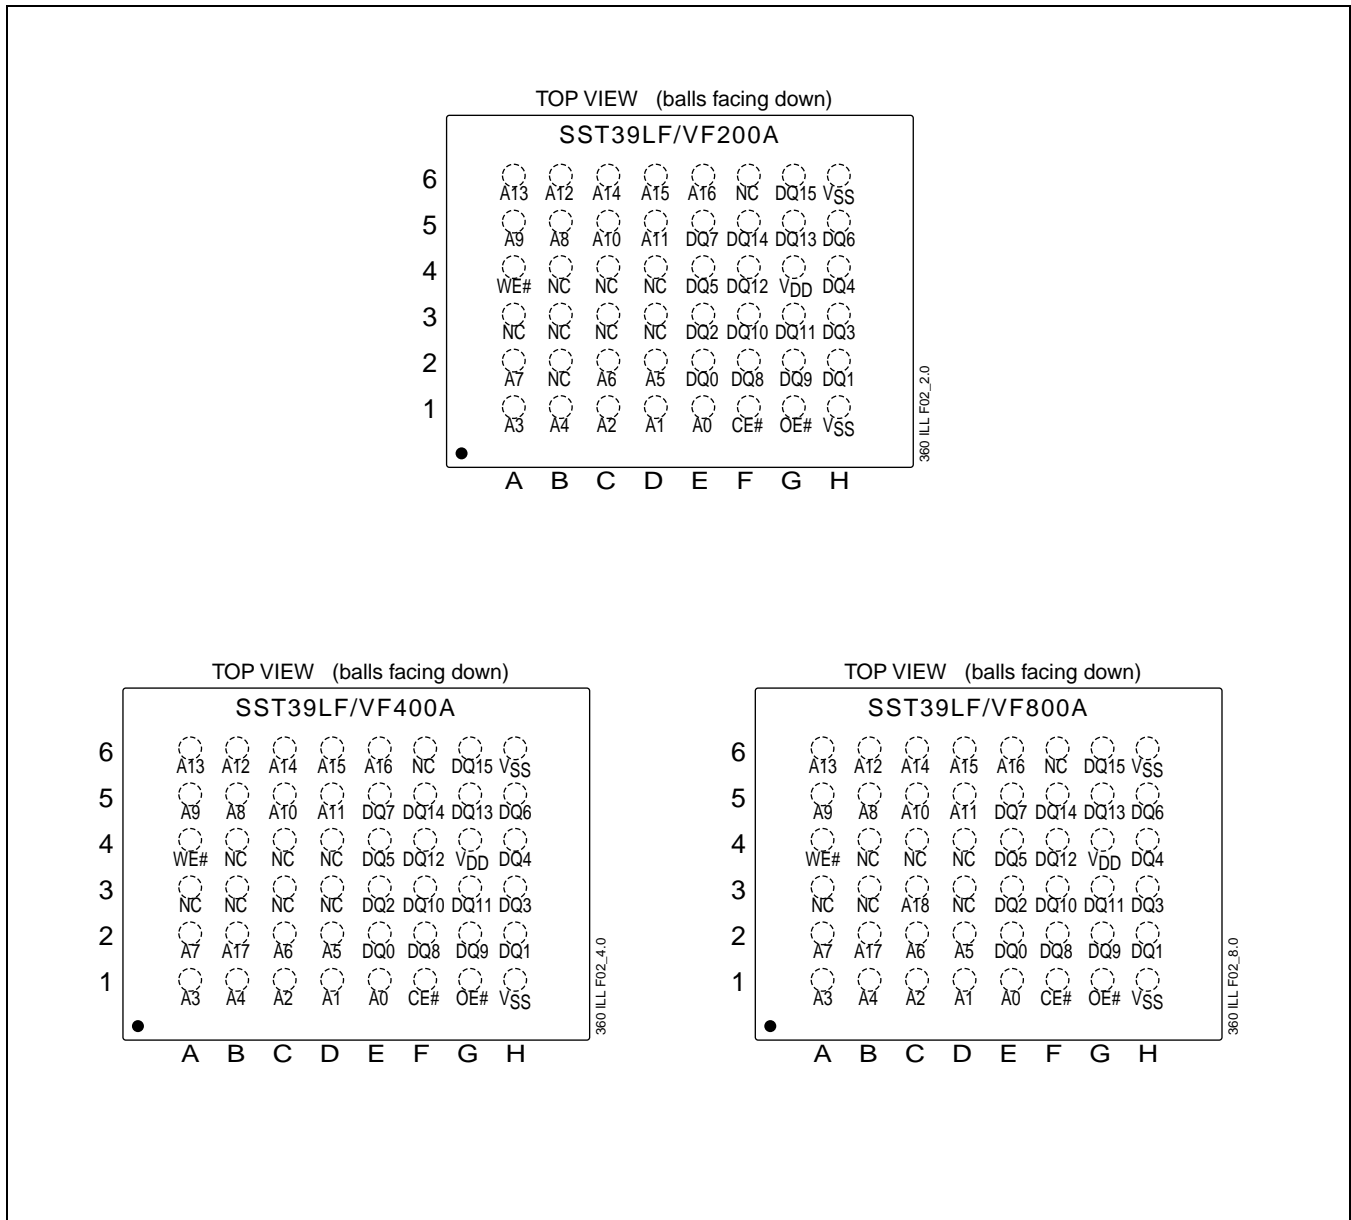 TOP VIEW (balls facing down)
SST39LF/VF200A
6 A13 A12 A14 A15 A16 NC DQ15 VSS
5 A9 A8 A10 A11 DQ7 DQ14 DQ13 DQ6
4 WE# NC NC NC DQ5 DQ12 VDD DQ4
3 NC NC NC NC DQ2 DQ10 DQ11 DQ3
2 A7 NC A6 A5 DQ0 DQ8 DQ9 DQ1
1 A3 A4 A2 A1 A0 CE# OE# VSS
A B C D E F G H
360 ILL F02_2.0
TOP VIEW (balls facing down)
SST39LF/VF400A
6 A13 A12 A14 A15 A16 NC DQ15 VSS
5 A9 A8 A10 A11 DQ7 DQ14 DQ13 DQ6
4 WE# NC NC NC DQ5 DQ12 VDD DQ4
3 NC NC NC NC DQ2 DQ10 DQ11 DQ3
2 A7 A17 A6 A5 DQ0 DQ8 DQ9 DQ1
1 A3 A4 A2 A1 A0 CE# OE# VSS
A B C D E F G H
360 ILL F02_4.0
TOP VIEW (balls facing down)
SST39LF/VF800A
6 A13 A12 A14 A15 A16 NC DQ15 VSS
5 A9 A8 A10 A11 DQ7 DQ14 DQ13 DQ6
4 WE# NC NC NC DQ5 DQ12 VDD DQ4
3 NC NC A18 NC DQ2 DQ10 DQ11 DQ3
2 A7 A17 A6 A5 DQ0 DQ8 DQ9 DQ1
1 A3 A4 A2 A1 A0 CE# OE# VSS
A B C D E F G H
360 ILL F02_8.0